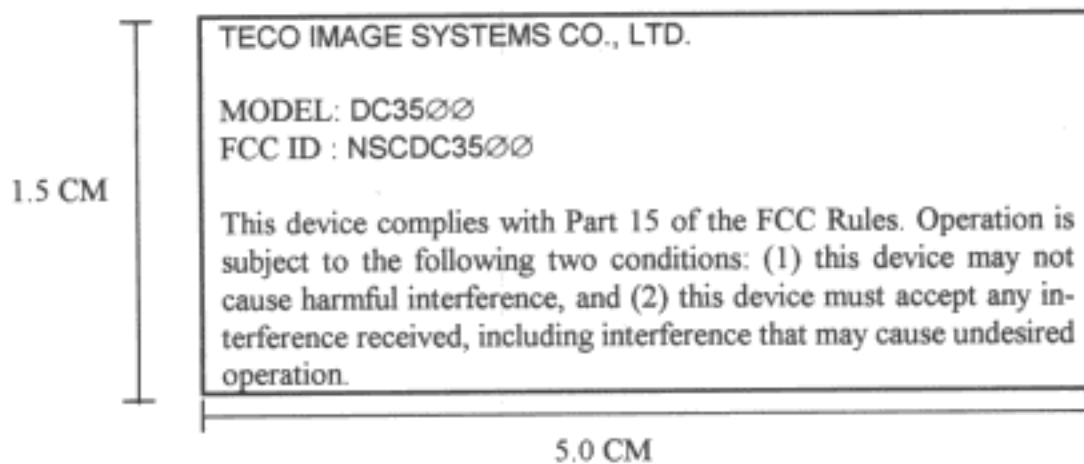 TECO IMAGE SYSTEMS CO., LTD.
MODEL: DC35∅∅
FCC ID : NSCDC35∅∅
1.5 CM
This device complies with Part 15 of the FCC Rules. Operation is
subject to the following two conditions: (1) this device may not
cause harmful interference, and (2) this device must accept any in-
terference received, including interference that may cause undesired
operation.
5.0 CM